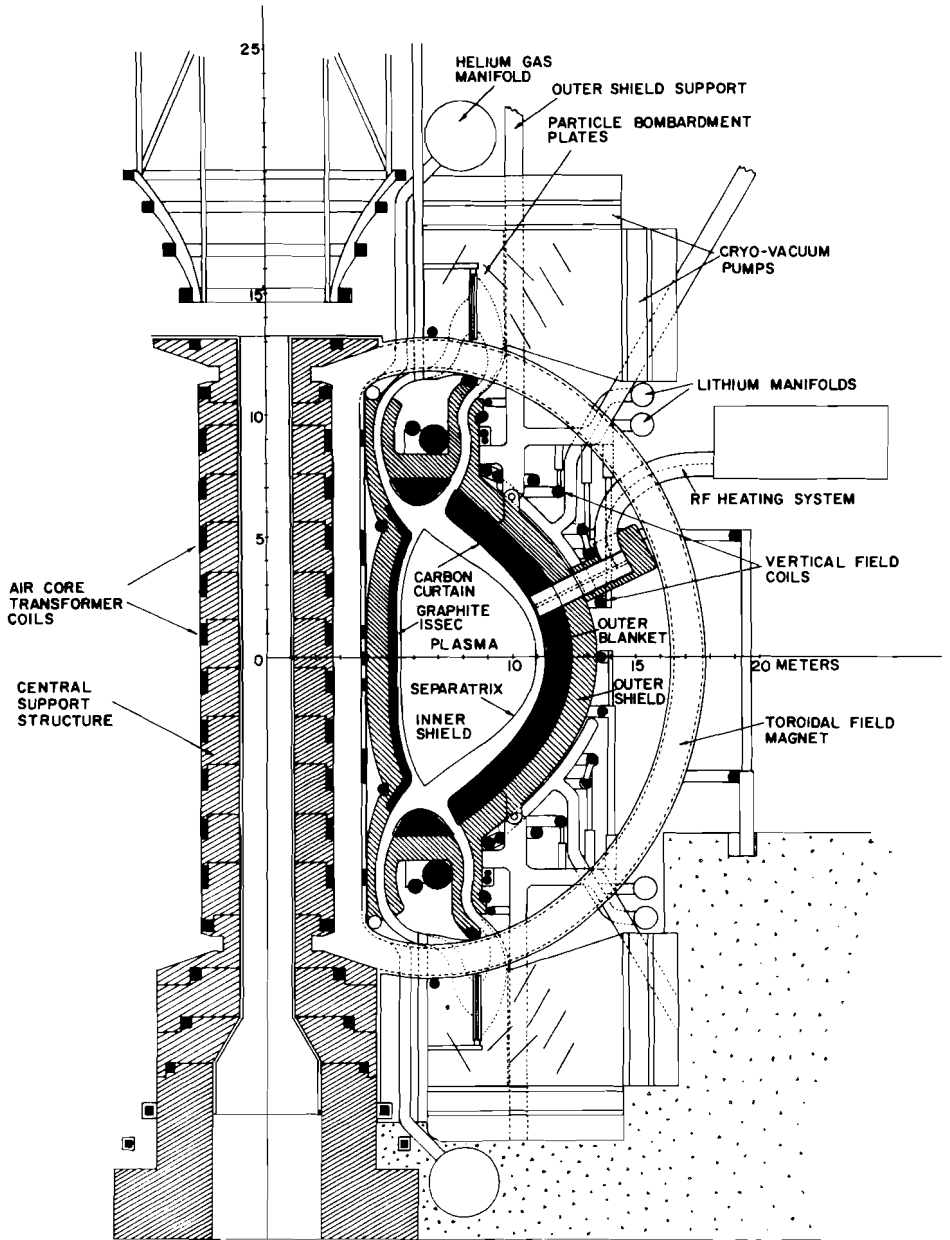 25
HELIUM GAS
MANIFOLD
OUTER SHIELD SUPPORT
PARTICLE BOMBARDMENT
PLATES
CRYO-VACUUM
PUMPS
15
LITHIUM MANIFOLDS
10
RF HEATING SYSTEM
5
AIR CORE
TRANSFORMER
COILS
CARBON
CURTAIN
GRAPHITE
ISSEC
VERTICAL FIELD
COILS
OUTER
BLANKET
PLASMA
0
10
15
20 METERS
CENTRAL
SUPPORT
STRUCTURE
SEPARATRIX
INNER
SHIELD
OUTER
SHIELD
TOROIDAL FIELD
MAGNET